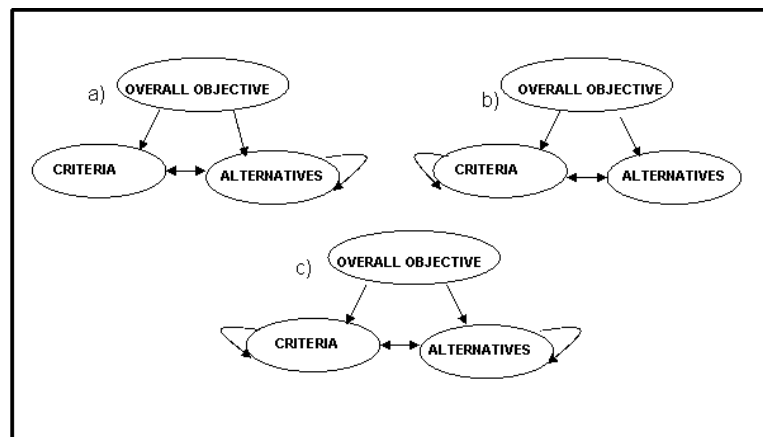 a)
OVERALL OBJECTIVE
CRITERIA
ALTERNATIVES
b)
OVERALL OBJECTIVE
CRITERIA
ALTERNATIVES
c)
OVERALL OBJECTIVE
CRITERIA
ALTERNATIVES